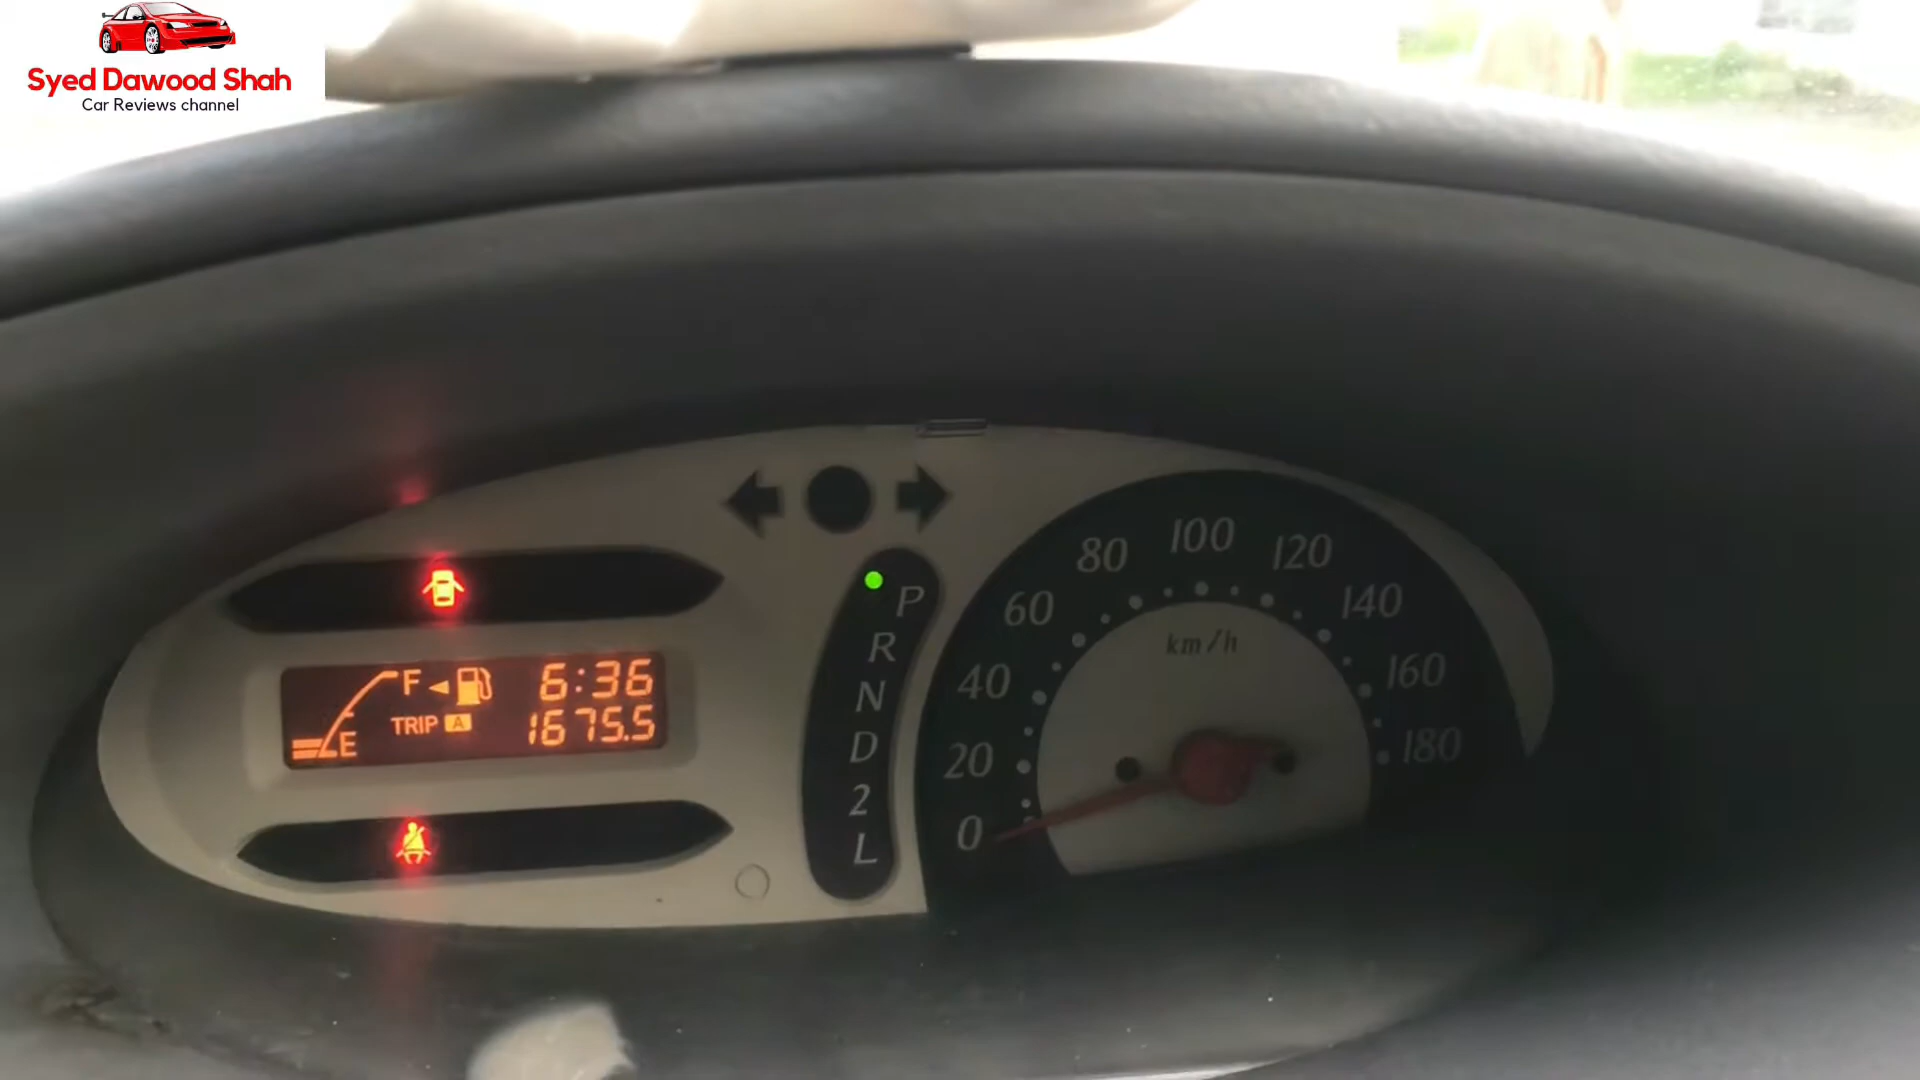 Syed Dawood Shah
Car Reviews channel
F 6:36
TRIP A 1675.5
E
P
R
N
D
2
L
0
20
40
60
80
100
120
140
160
180
km/h